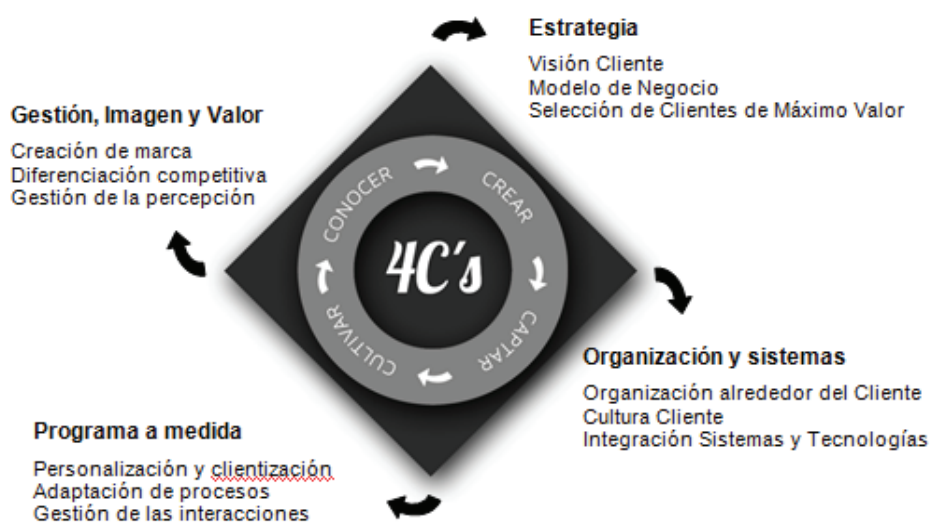 Estrategia
Visión Cliente
Modelo de Negocio
Selección de Clientes de Máximo Valor
Gestión, Imagen y Valor
Creación de marca
Diferenciación competitiva
Gestión de la percepción
CONOCER
CREAR
4C's
CULTIVAR
CAPTAR
Organización y sistemas
Organización alrededor del Cliente
Cultura Cliente
Integración Sistemas y Tecnologías
Programa a medida
Personalización y clientización
Adaptación de procesos
Gestión de las interacciones